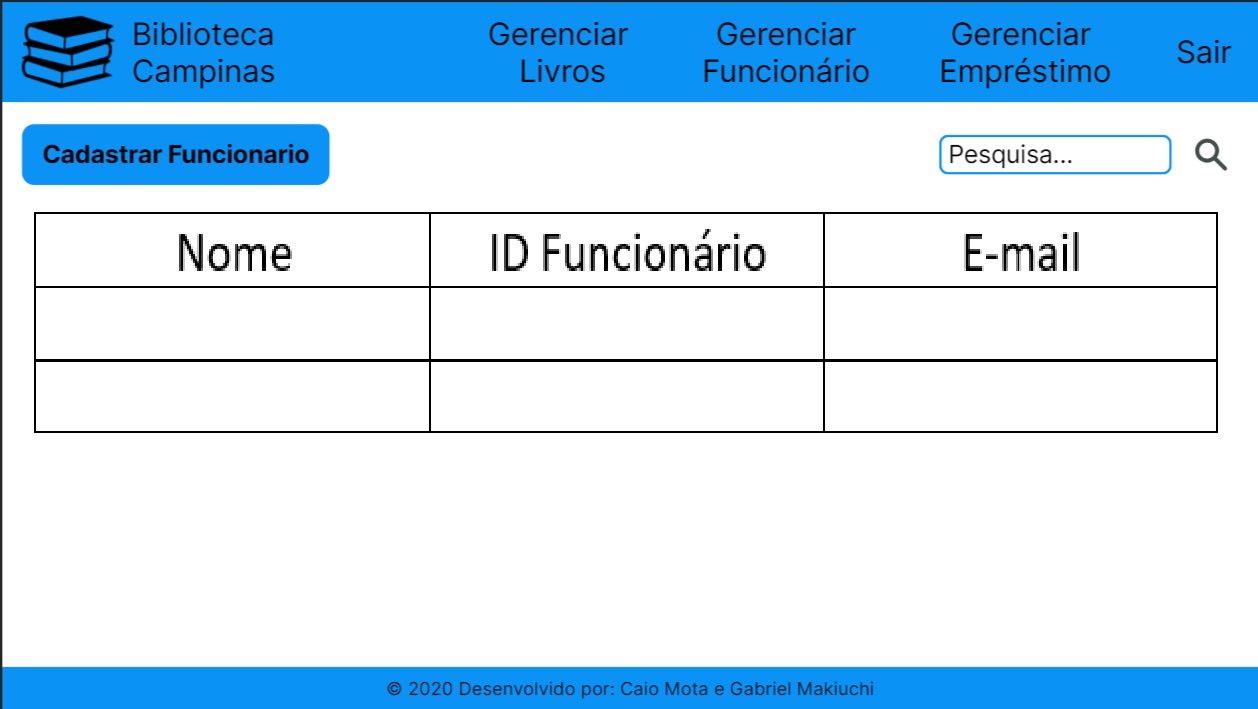 Biblioteca
Campinas
Gerenciar
Livros
Gerenciar
Funcionário
Gerenciar
Empréstimo
Sair
Cadastrar Funcionario
Pesquisa...
Nome
ID Funcionário
E-mail
© 2020 Desenvolvido por: Caio Mota e Gabriel Makiuchi